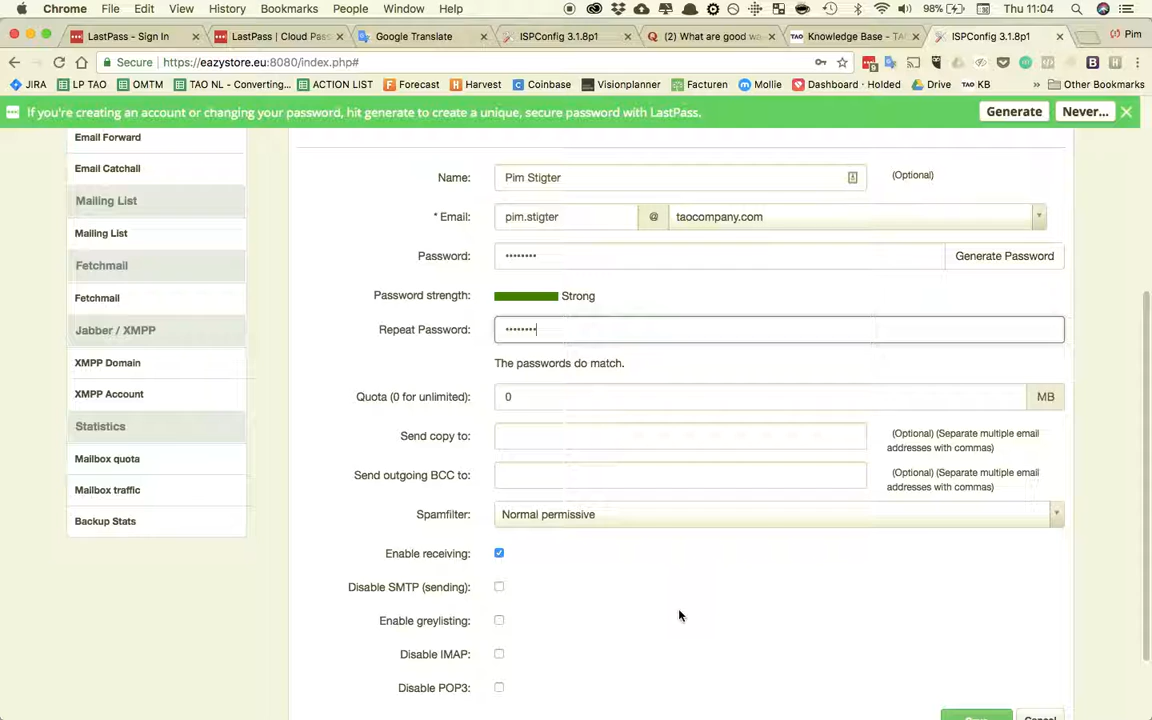 Chrome File Edit View History Bookmarks People Window Help 98% Thu 11:04
LastPass - Sign In LastPass | Cloud Pas Google Translate ISPConfig 3.1.8p1 (2) What are good wa Knowledge Base - TA ISPConfig 3.1.8p1 Pim
Secure https://eazystore.eu:8080/index.php#
JIRA LP TAO OMTM TAO NL - Converting... ACTION LIST Forecast Harvest Coinbase Visionplanner Facturen Mollie Dashboard · Holded Drive TAO KB » Other Bookmarks
If you're creating an account or changing your password, hit generate to create a unique, secure password with LastPass. Generate Never...
Email Forward
Email Catchall
Mailing List
Mailing List
Fetchmail
Fetchmail
Jabber / XMPP
XMPP Domain
XMPP Account
Statistics
Mailbox quota
Mailbox traffic
Backup Stats
Name: Pim Stigter (Optional)
* Email: pim.stigter @ taocompany.com
Password: •••••••• Generate Password
Password strength: Strong
Repeat Password: ••••••••
The passwords do match.
Quota (0 for unlimited): 0 MB
Send copy to: (Optional) (Separate multiple email
addresses with commas)
Send outgoing BCC to: (Optional) (Separate multiple email
addresses with commas)
Spamfilter: Normal permissive
Enable receiving:
Disable SMTP (sending):
Enable greylisting:
Disable IMAP:
Disable POP3: